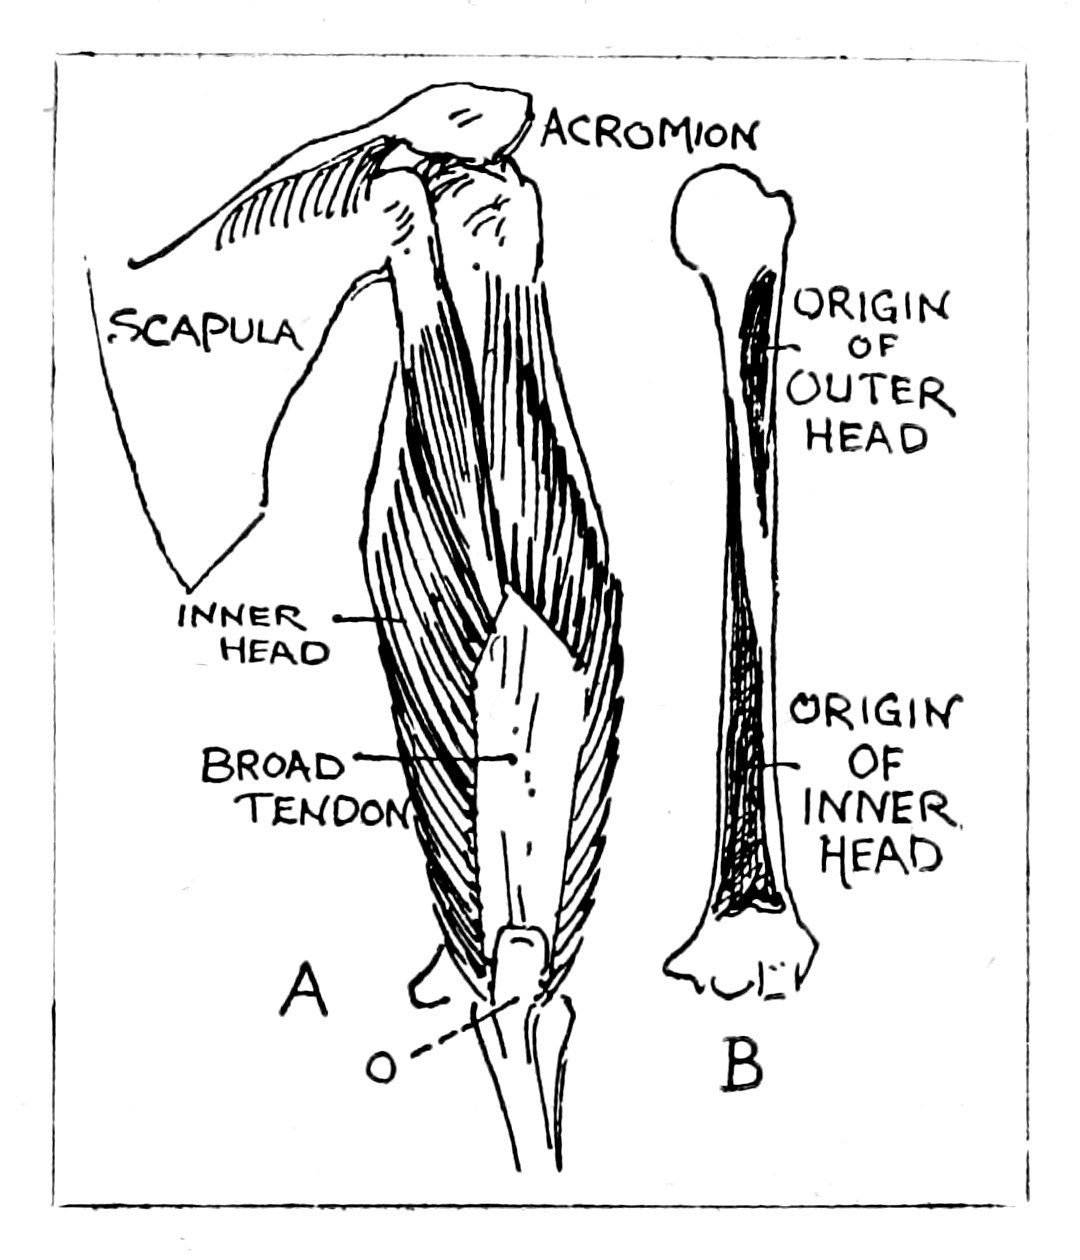 ACROMION
SCAPULA
ORIGIN
OF
OUTER
HEAD
INNER
HEAD
BROAD
TENDON
ORIGIN
OF
INNER
HEAD
A
O
B